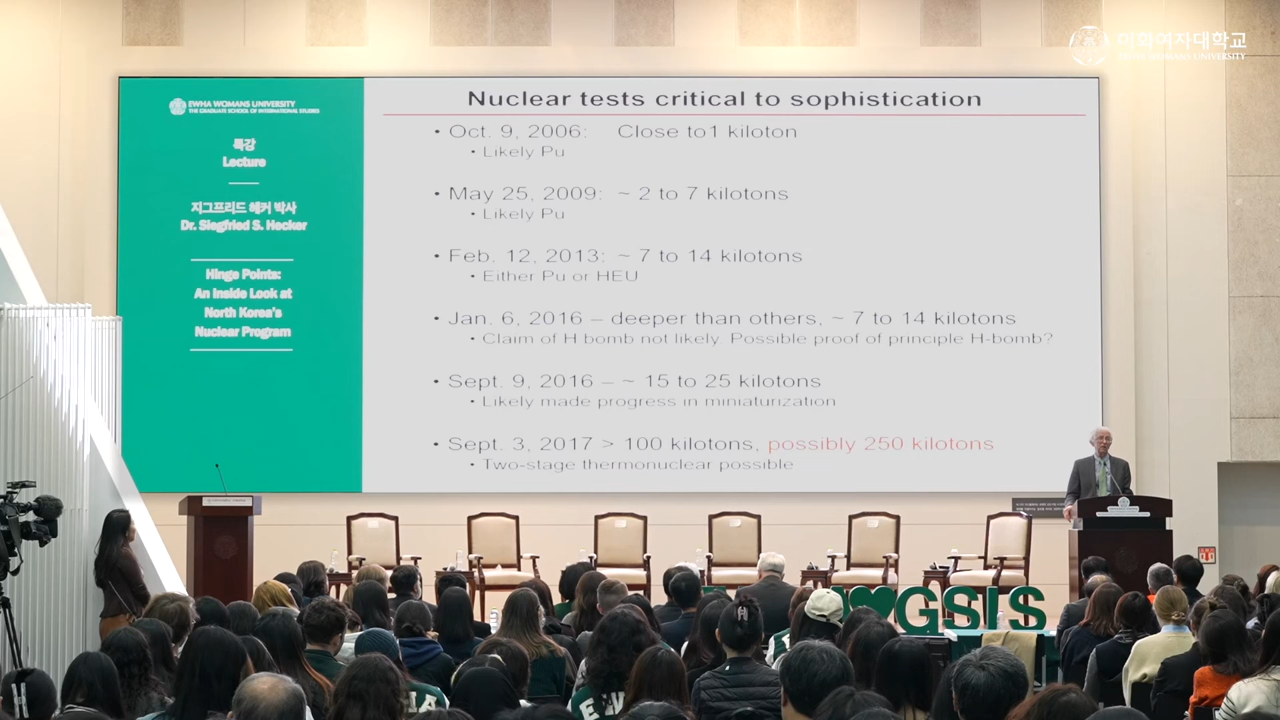 이화여자대학교
EWHA WOMANS UNIVERSITY
EWHA WOMANS UNIVERSITY
THE GRADUATE SCHOOL OF INTERNATIONAL STUDIES
특강
Lecture
지그프리드 헤커 박사
Dr. Siegfried S. Hecker
Hinge Points:
An Inside Look at
North Korea's
Nuclear Program
Nuclear tests critical to sophistication
• Oct. 9, 2006: Close to1 kiloton
• Likely Pu
• May 25, 2009: ~ 2 to 7 kilotons
• Likely Pu
• Feb. 12, 2013: ~ 7 to 14 kilotons
• Either Pu or HEU
• Jan. 6, 2016 – deeper than others, ~ 7 to 14 kilotons
• Claim of H bomb not likely. Possible proof of principle H-bomb?
• Sept. 9, 2016 – ~ 15 to 25 kilotons
• Likely made progress in miniaturization
• Sept. 3, 2017 > 100 kilotons, possibly 250 kilotons
• Two-stage thermonuclear possible
GSIS